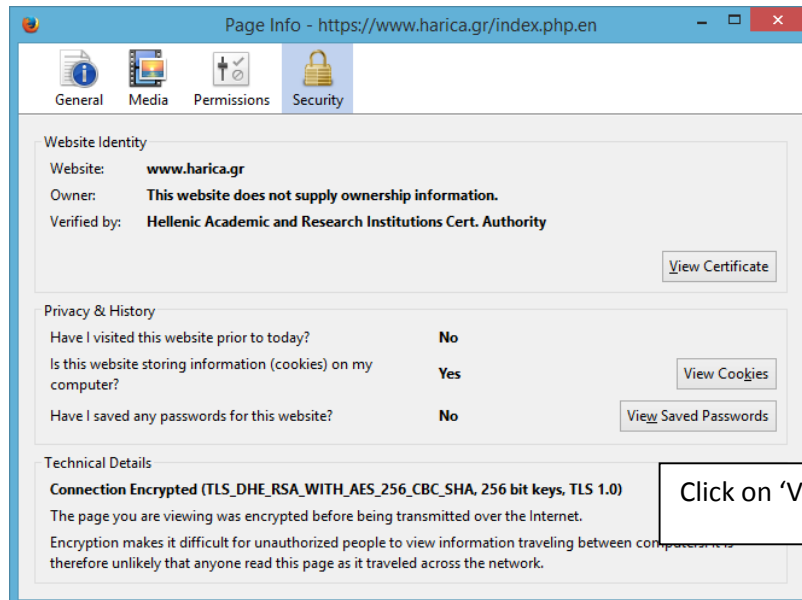 Page Info - https://www.harica.gr/index.php.en
General Media Permissions Security
Website Identity
Website: www.harica.gr
Owner: This website does not supply ownership information.
Verified by: Hellenic Academic and Research Institutions Cert. Authority
View Certificate
Privacy & History
Have I visited this website prior to today? No
Is this website storing information (cookies) on my
computer? Yes View Cookies
Have I saved any passwords for this website? No View Saved Passwords
Technical Details
Connection Encrypted (TLS_DHE_RSA_WITH_AES_256_CBC_SHA, 256 bit keys, TLS 1.0)
Click on ‘V
The page you are viewing was encrypted before being transmitted over the Internet.
Encryption makes it difficult for unauthorized people to view information traveling between computers. It is
therefore unlikely that anyone read this page as it traveled across the network.